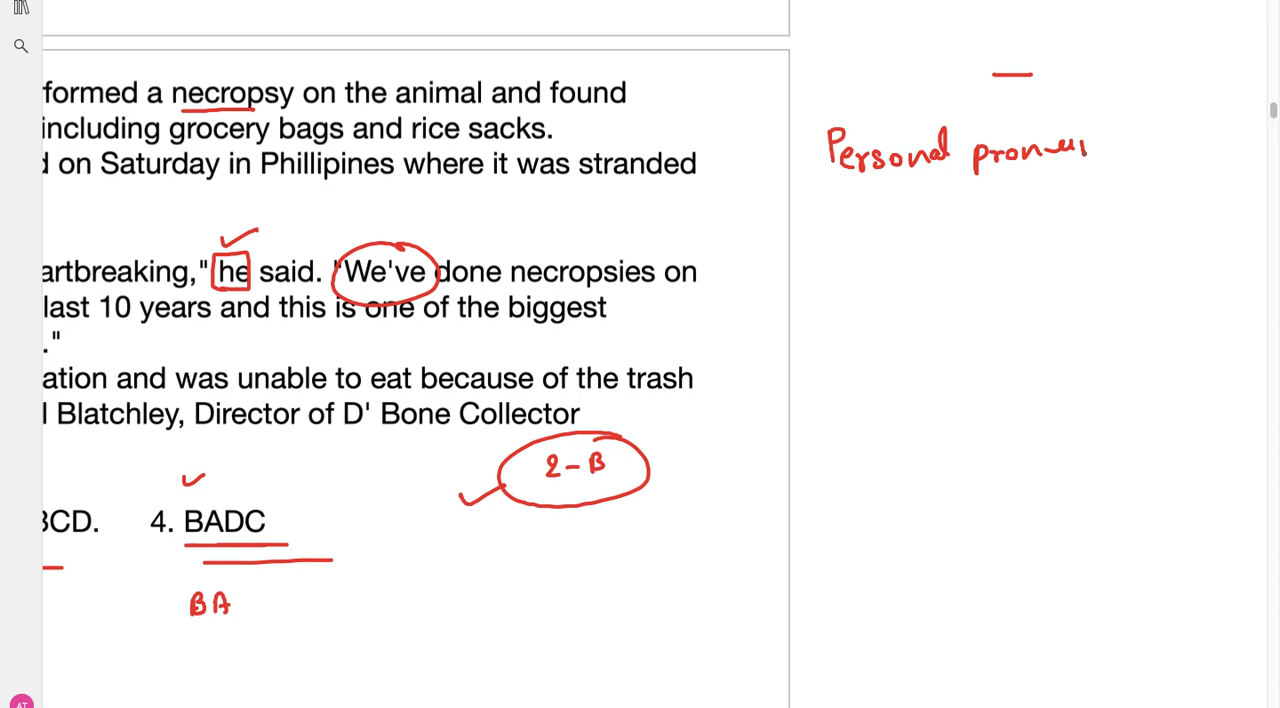 formed a necropsy on the animal and found
including grocery bags and rice sacks.
d on Saturday in Phillipines where it was stranded
Personal pronou
artbreaking," he said. "We've done necropsies on
last 10 years and this is one of the biggest
."
ation and was unable to eat because of the trash
l Blatchley, Director of D' Bone Collector
2-B
BCD. 4. BADC
BA
AT